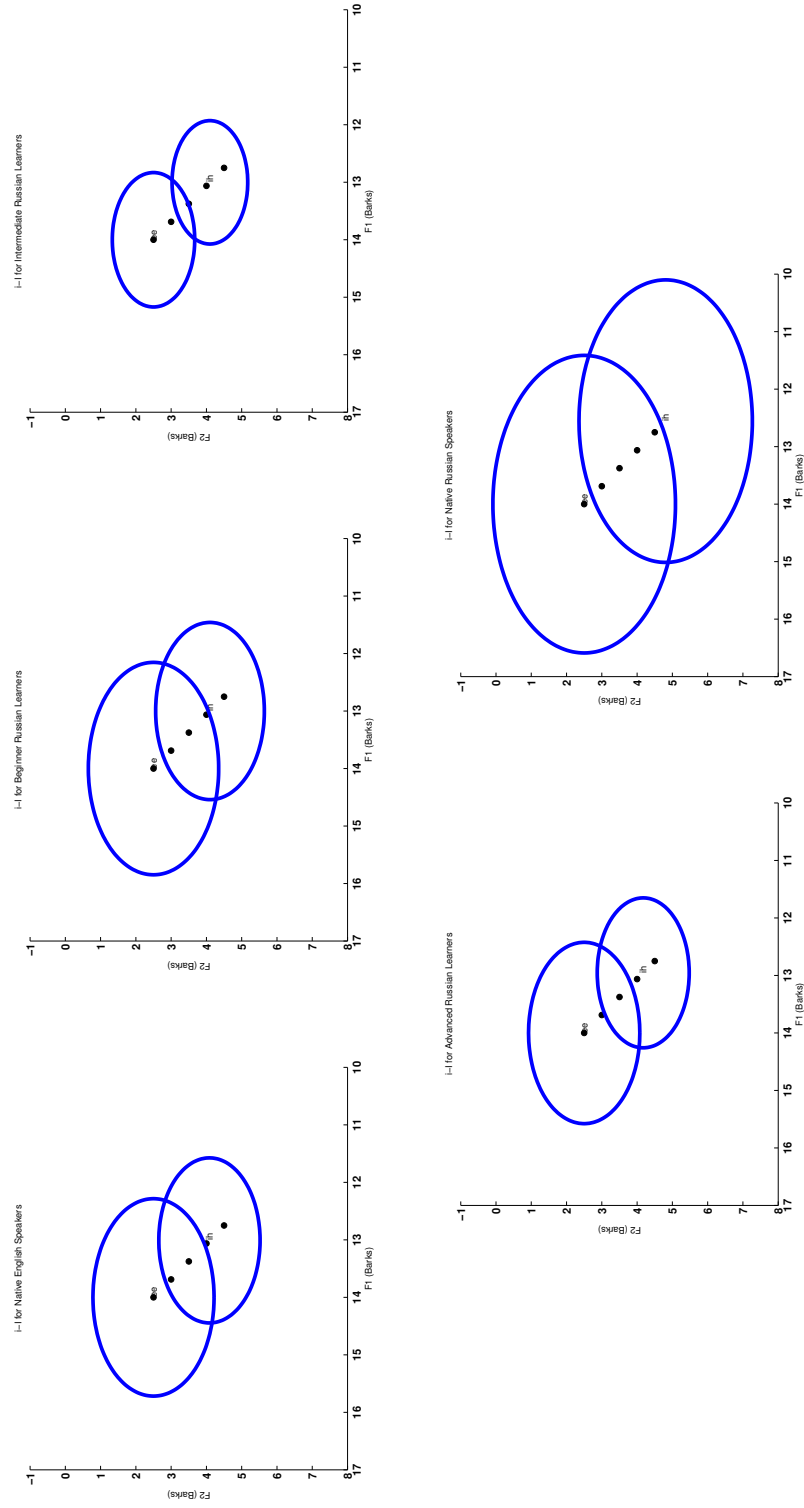 i–I for Native English Speakers
−1
0
1
2
3
4
5
6
7
8
F2 (Barks)
ee
ih
17 16 15 14 13 12 11 10
F1 (Barks)
i–I for Beginner Russian Learners
−1
0
1
2
3
4
5
6
7
8
F2 (Barks)
ee
ih
17 16 15 14 13 12 11 10
F1 (Barks)
i–I for Intermediate Russian Learners
−1
0
1
2
3
4
5
6
7
8
F2 (Barks)
ee
ih
17 16 15 14 13 12 11 10
F1 (Barks)
i–I for Advanced Russian Learners
−1
0
1
2
3
4
5
6
7
8
F2 (Barks)
ee
ih
17 16 15 14 13 12 11 10
F1 (Barks)
i–I for Native Russian Speakers
−1
0
1
2
3
4
5
6
7
8
F2 (Barks)
ee
ih
17 16 15 14 13 12 11 10
F1 (Barks)